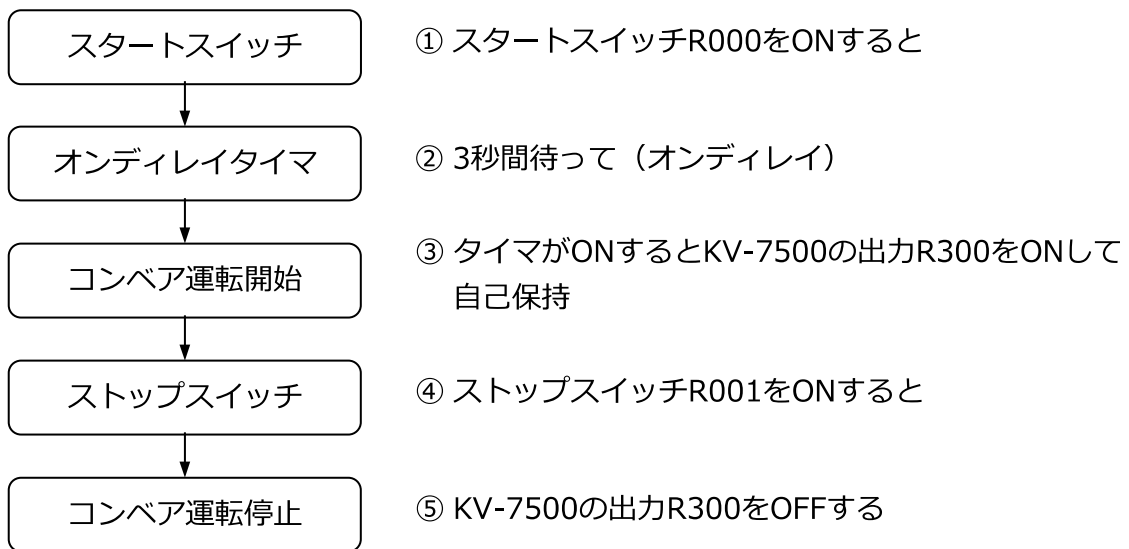 スタートスイッチ
① スタートスイッチR000をONすると
オンディレイタイマ
② 3秒間待って（オンディレイ）
コンベア運転開始
③ タイマがONするとKV-7500の出力R300をONして
自己保持
ストップスイッチ
④ ストップスイッチR001をONすると
コンベア運転停止
⑤ KV-7500の出力R300をOFFする